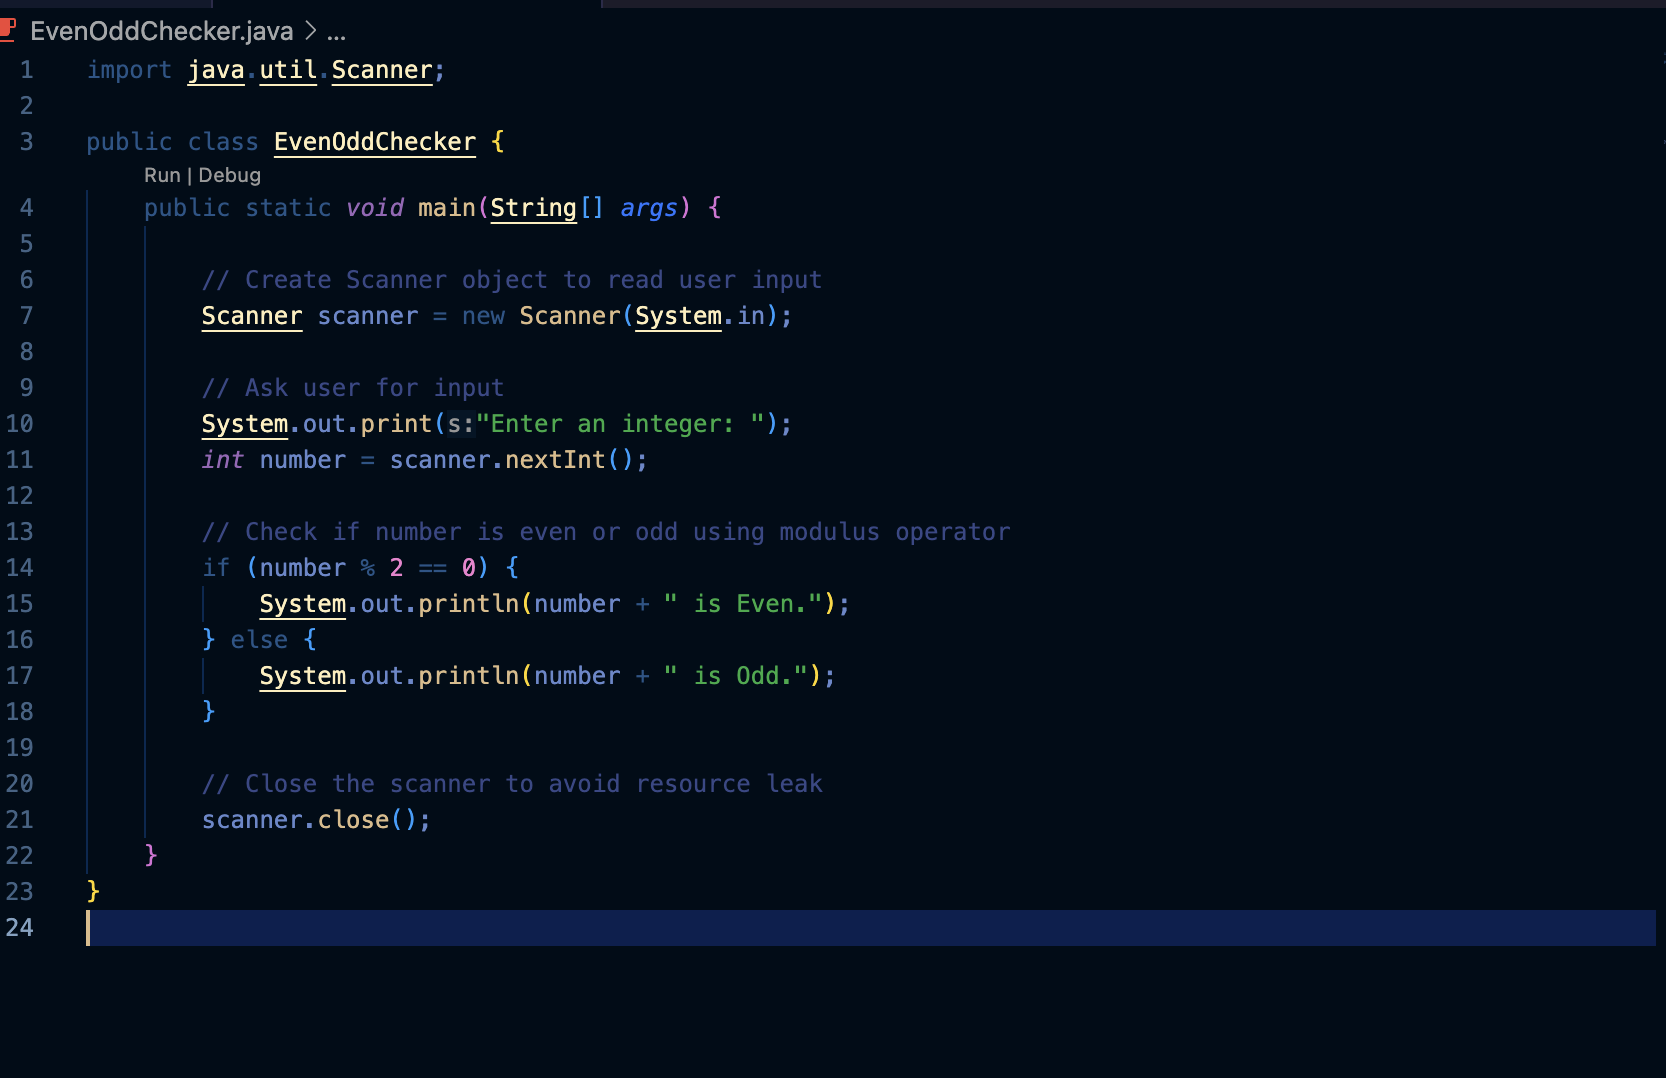 EvenOddChecker.java > ...
1 import java.util.Scanner;
2
3 public class EvenOddChecker {
Run | Debug
4 public static void main(String[] args) {
5
6 // Create Scanner object to read user input
7 Scanner scanner = new Scanner(System.in);
8
9 // Ask user for input
10 System.out.print(s:"Enter an integer: ");
11 int number = scanner.nextInt();
12
13 // Check if number is even or odd using modulus operator
14 if (number % 2 == 0) {
15 System.out.println(number + " is Even.");
16 } else {
17 System.out.println(number + " is Odd.");
18 }
19
20 // Close the scanner to avoid resource leak
21 scanner.close();
22 }
23 }
24